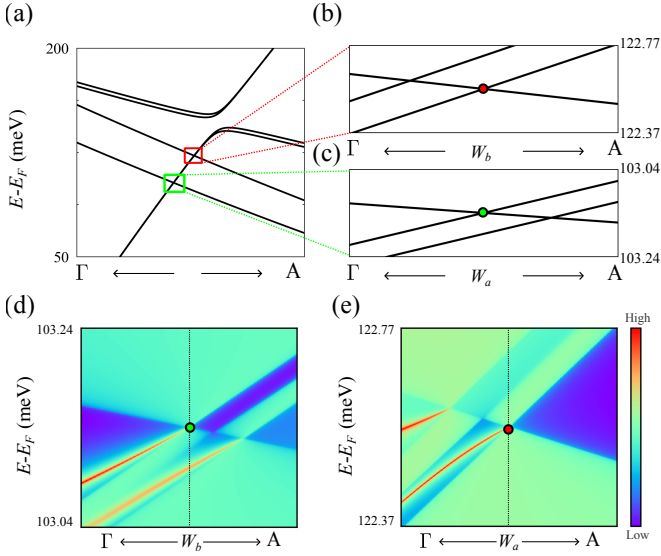 (a)
200
E-E_F (meV)
50
Γ
A
(b)
122.77
122.37
Γ
W_b
A
(c)
103.04
103.24
Γ
W_a
A
(d)
103.24
E-E_F (meV)
103.04
Γ
W_b
A
(e)
122.77
E-E_F (meV)
122.37
Γ
W_a
A
High
Low